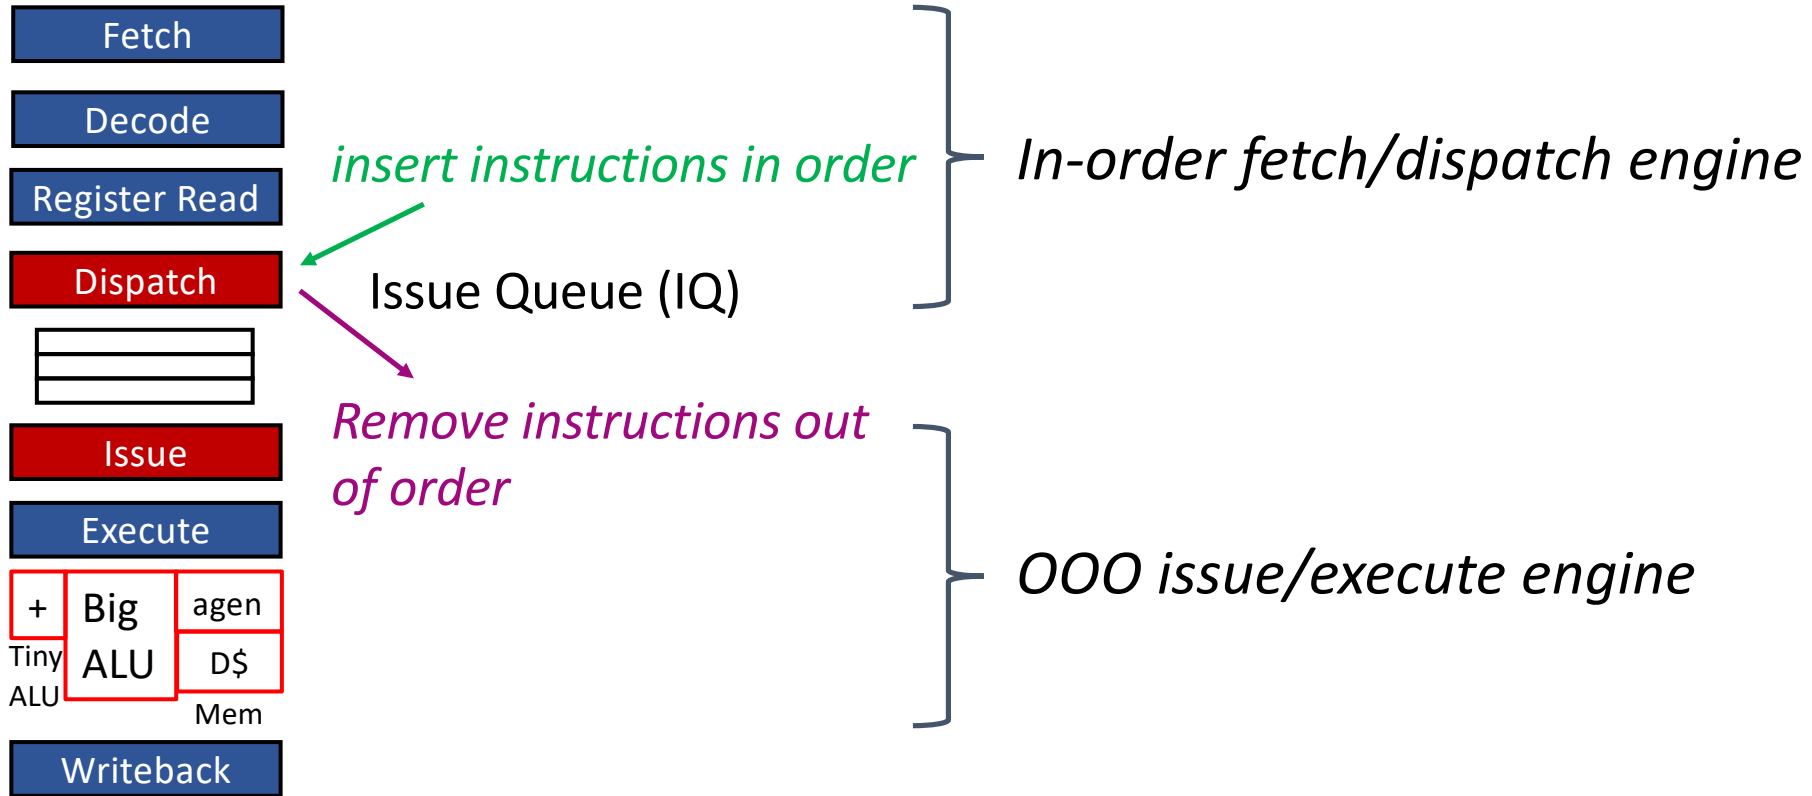 Fetch
Decode
Register Read
Dispatch
Issue
Execute
+
Tiny
ALU
Big
ALU
agen
D$
Mem
Writeback
insert instructions in order
Issue Queue (IQ)
Remove instructions out
of order
In-order fetch/dispatch engine
OOO issue/execute engine